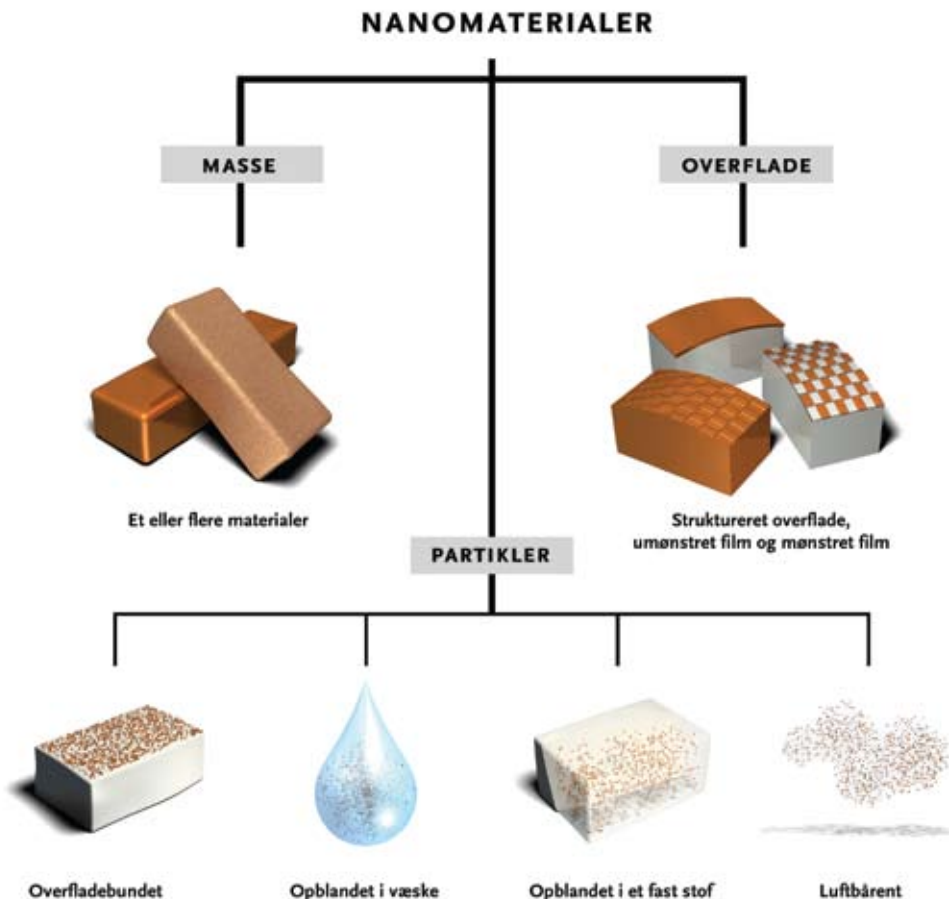 NANOMATERIALER
MASSE
OVERFLADE
Et eller flere materialer
Struktureret overflade,
umønstret film og mønstret film
PARTIKLER
Overfladebundet
Opblandet i væske
Opblandet i et fast stof
Luftbårent